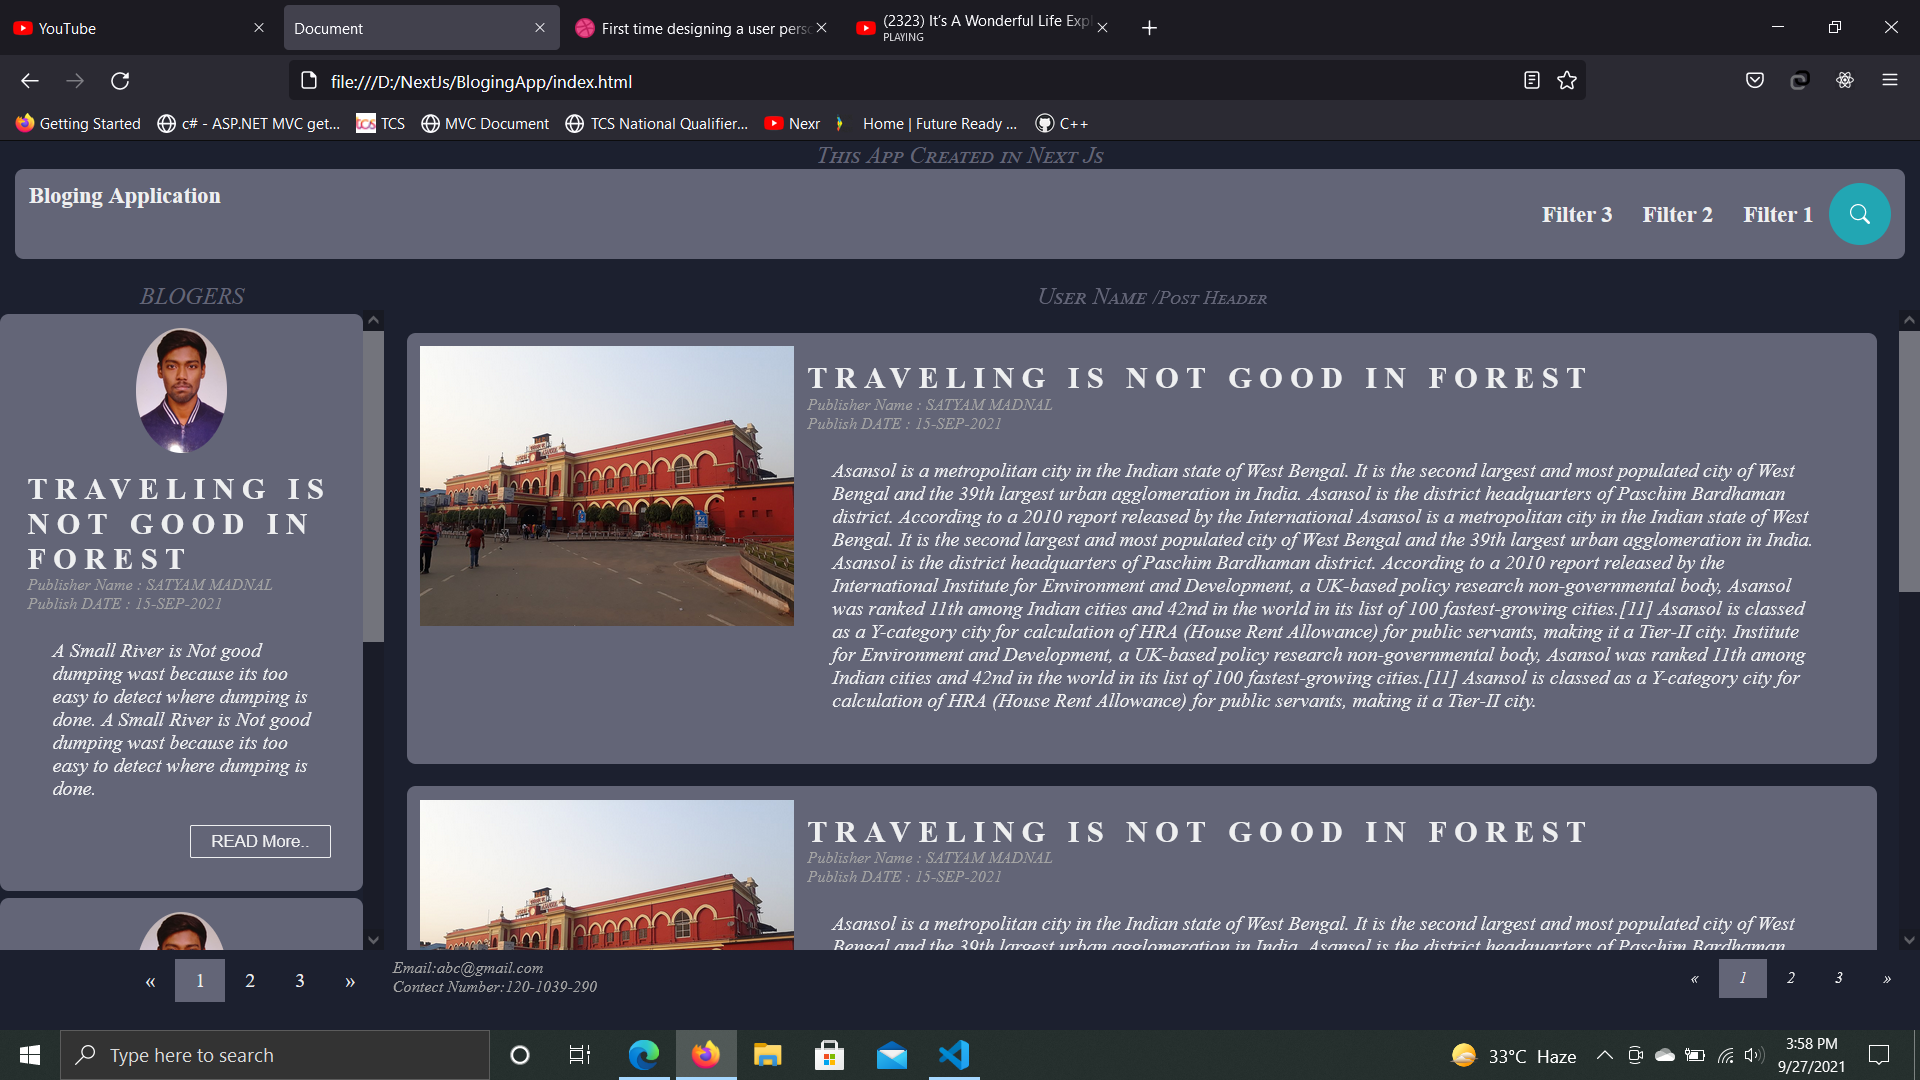 YouTube
Document
First time designing a user perso
(2323) It's A Wonderful Life Expl
PLAYING
file:///D:/NextJs/BlogingApp/index.html
Getting Started
c# - ASP.NET MVC get...
TCS
MVC Document
TCS National Qualifier...
Nexr
Home | Future Ready ...
C++
This App Created in Next Js
Bloging Application
Filter 3
Filter 2
Filter 1
BLOGERS
TRAVELING IS
NOT GOOD IN
FOREST
Publisher Name : SATYAM MADNAL
Publish DATE : 15-SEP-2021
A Small River is Not good
dumping wast because its too
easy to detect where dumping is
done. A Small River is Not good
dumping wast because its too
easy to detect where dumping is
done.
READ More..
« 1 2 3 »
User Name /Post Header
TRAVELING IS NOT GOOD IN FOREST
Publisher Name : SATYAM MADNAL
Publish DATE : 15-SEP-2021
Asansol is a metropolitan city in the Indian state of West Bengal. It is the second largest and most populated city of West
Bengal and the 39th largest urban agglomeration in India. Asansol is the district headquarters of Paschim Bardhaman
district. According to a 2010 report released by the International Asansol is a metropolitan city in the Indian state of West
Bengal. It is the second largest and most populated city of West Bengal and the 39th largest urban agglomeration in India.
Asansol is the district headquarters of Paschim Bardhaman district. According to a 2010 report released by the
International Institute for Environment and Development, a UK-based policy research non-governmental body, Asansol
was ranked 11th among Indian cities and 42nd in the world in its list of 100 fastest-growing cities.[11] Asansol is classed
as a Y-category city for calculation of HRA (House Rent Allowance) for public servants, making it a Tier-II city. Institute
for Environment and Development, a UK-based policy research non-governmental body, Asansol was ranked 11th among
Indian cities and 42nd in the world in its list of 100 fastest-growing cities.[11] Asansol is classed as a Y-category city for
calculation of HRA (House Rent Allowance) for public servants, making it a Tier-II city.
TRAVELING IS NOT GOOD IN FOREST
Publisher Name : SATYAM MADNAL
Publish DATE : 15-SEP-2021
Asansol is a metropolitan city in the Indian state of West Bengal. It is the second largest and most populated city of West
Bengal and the 39th largest urban agglomeration in India. Asansol is the district headquarters of Paschim Bardhaman
Email:abc@gmail.com
Contect Number:120-1039-290
« 1 2 3 »
Type here to search
33°C Haze
3:58 PM
9/27/2021